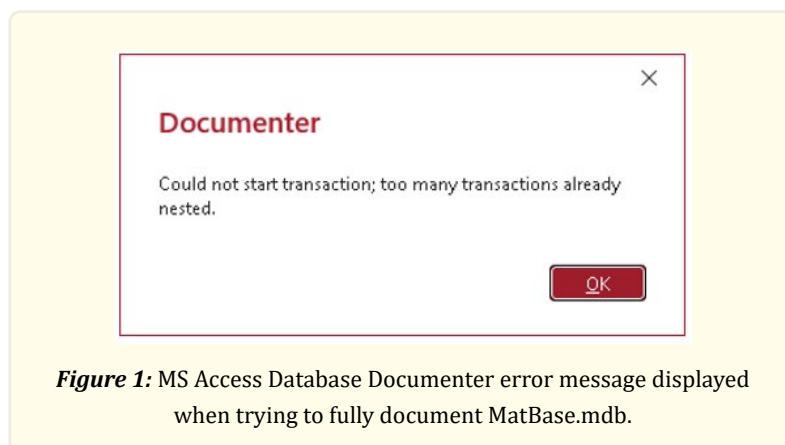 Documenter
Could not start transaction; too many transactions already
nested.
OK
Figure 1: MS Access Database Documenter error message displayed
when trying to fully document MatBase.mdb.